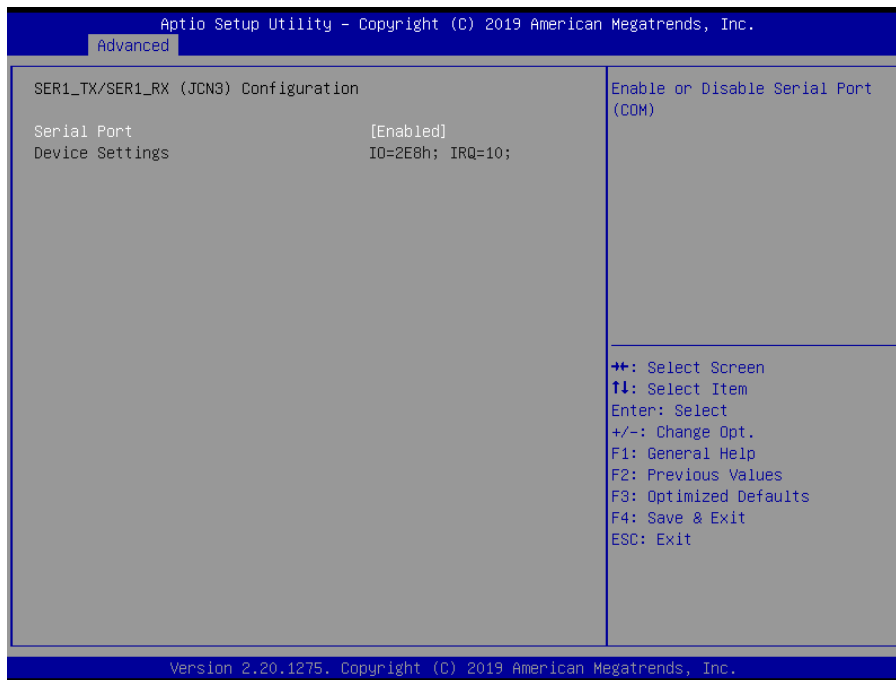 Aptio Setup Utility – Copyright (C) 2019 American Megatrends, Inc.
Advanced
SER1_TX/SER1_RX (JCN3) Configuration
Serial Port [Enabled]
Device Settings IO=2E8h; IRQ=10;
Enable or Disable Serial Port
(COM)
→←: Select Screen
↑↓: Select Item
Enter: Select
+/-: Change Opt.
F1: General Help
F2: Previous Values
F3: Optimized Defaults
F4: Save & Exit
ESC: Exit
Version 2.20.1275. Copyright (C) 2019 American Megatrends, Inc.